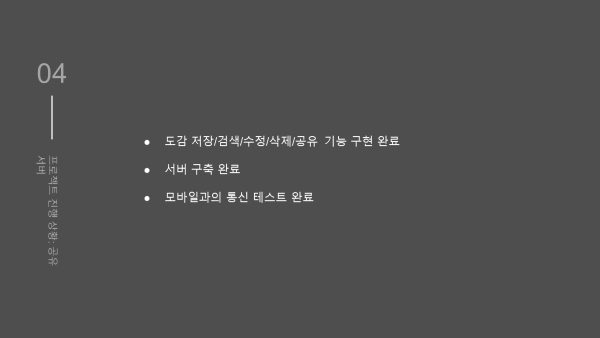 04
프로젝트 진행 상황: 공유
서버
● 도감 저장/검색/수정/삭제/공유 기능 구현 완료
● 서버 구축 완료
● 모바일과의 통신 테스트 완료